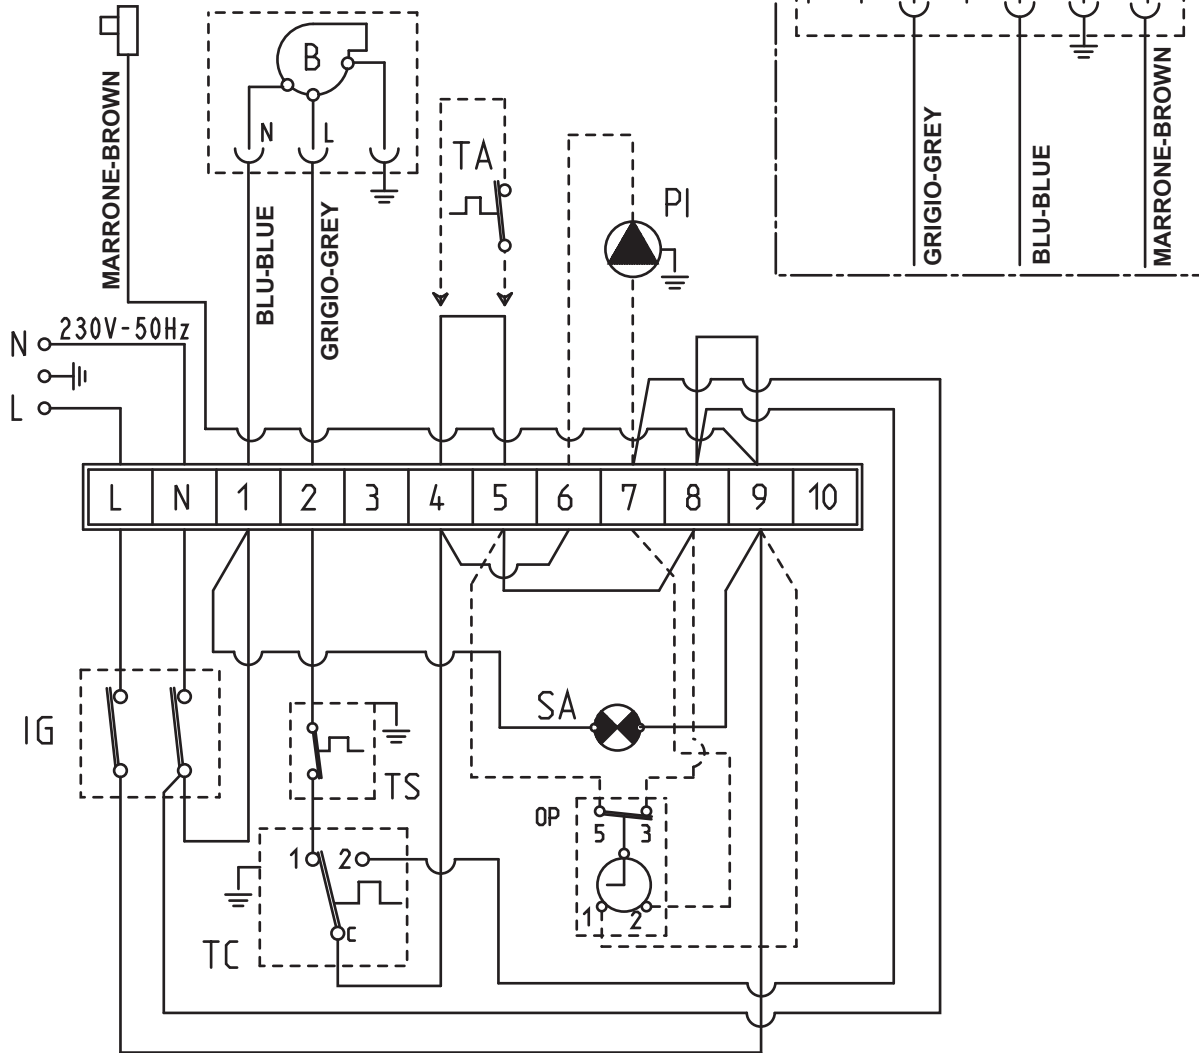 MARRONE-BROWN
B
N
L
BLU-BLUE
GRIGIO-GREY
TA
PI
GRIGIO-GREY
BLU-BLUE
MARRONE-BROWN
230V-50Hz
N
L
L N 1 2 3 4 5 6 7 8 9 10
IG
TS
SA
OP
5 3
1 2
1 2
C
TC